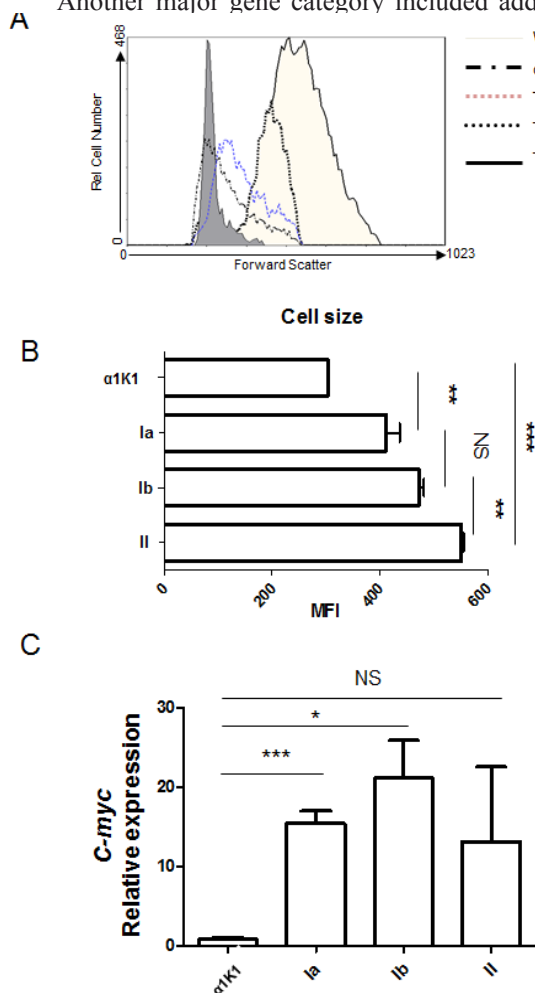 Another major gene category included add
A
468
Rel Cell Number
0
0
Forward Scatter
1023
Cell size
B
α1K1
Ia
Ib
II
**
NS
**
***
0
200
400
600
MFI
C
NS
*
***
C-myc
Relative expression
30
20
10
0
α1K1
Ia
Ib
II